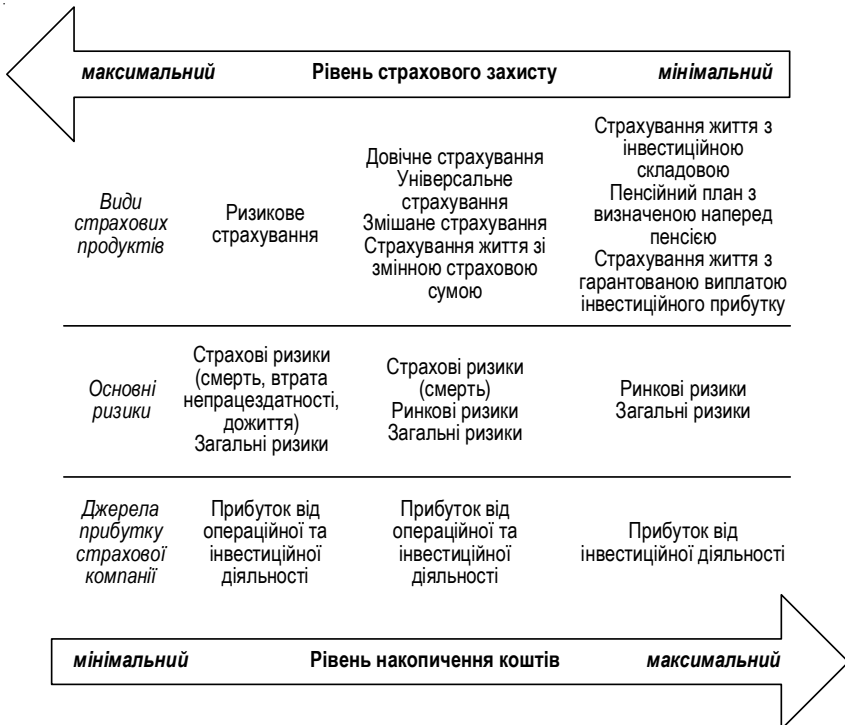 максимальний Рівень страхового захисту мінімальний
Види
страхових
продуктів
Ризикове
страхування
Довічне страхування
Універсальне
страхування
Змішане страхування
Страхування життя зі
змінною страховою
сумою
Страхування життя з
інвестиційною
складовою
Пенсійний план з
визначеною наперед
пенсією
Страхування життя з
гарантованою виплатою
інвестиційного прибутку
Основні
ризики
Страхові ризики
(смерть, втрата
непрацездатності,
дожиття)
Загальні ризики
Страхові ризики
(смерть)
Ринкові ризики
Загальні ризики
Ринкові ризики
Загальні ризики
Джерела
прибутку
страхової
компанії
Прибуток від
операційної та
інвестиційної
діяльності
Прибуток від
операційної та
інвестиційної
діяльності
Прибуток від
інвестиційної діяльності
мінімальний Рівень накопичення коштів максимальний